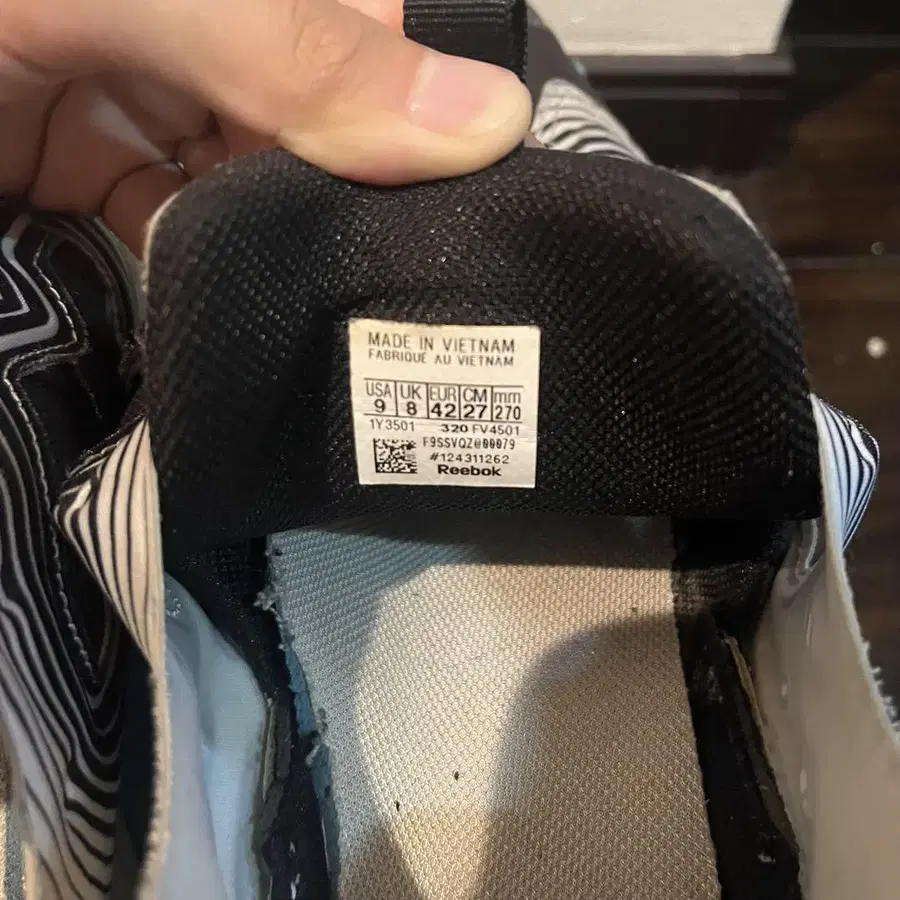 MADE IN VIETNAM
FABRIQUÉ AU VIETNAM
USA UK EUR CM mm
9 8 42 27 270
1Y3501 320 FV4501
F9SSVQZ@00079
#124311262
Reebok